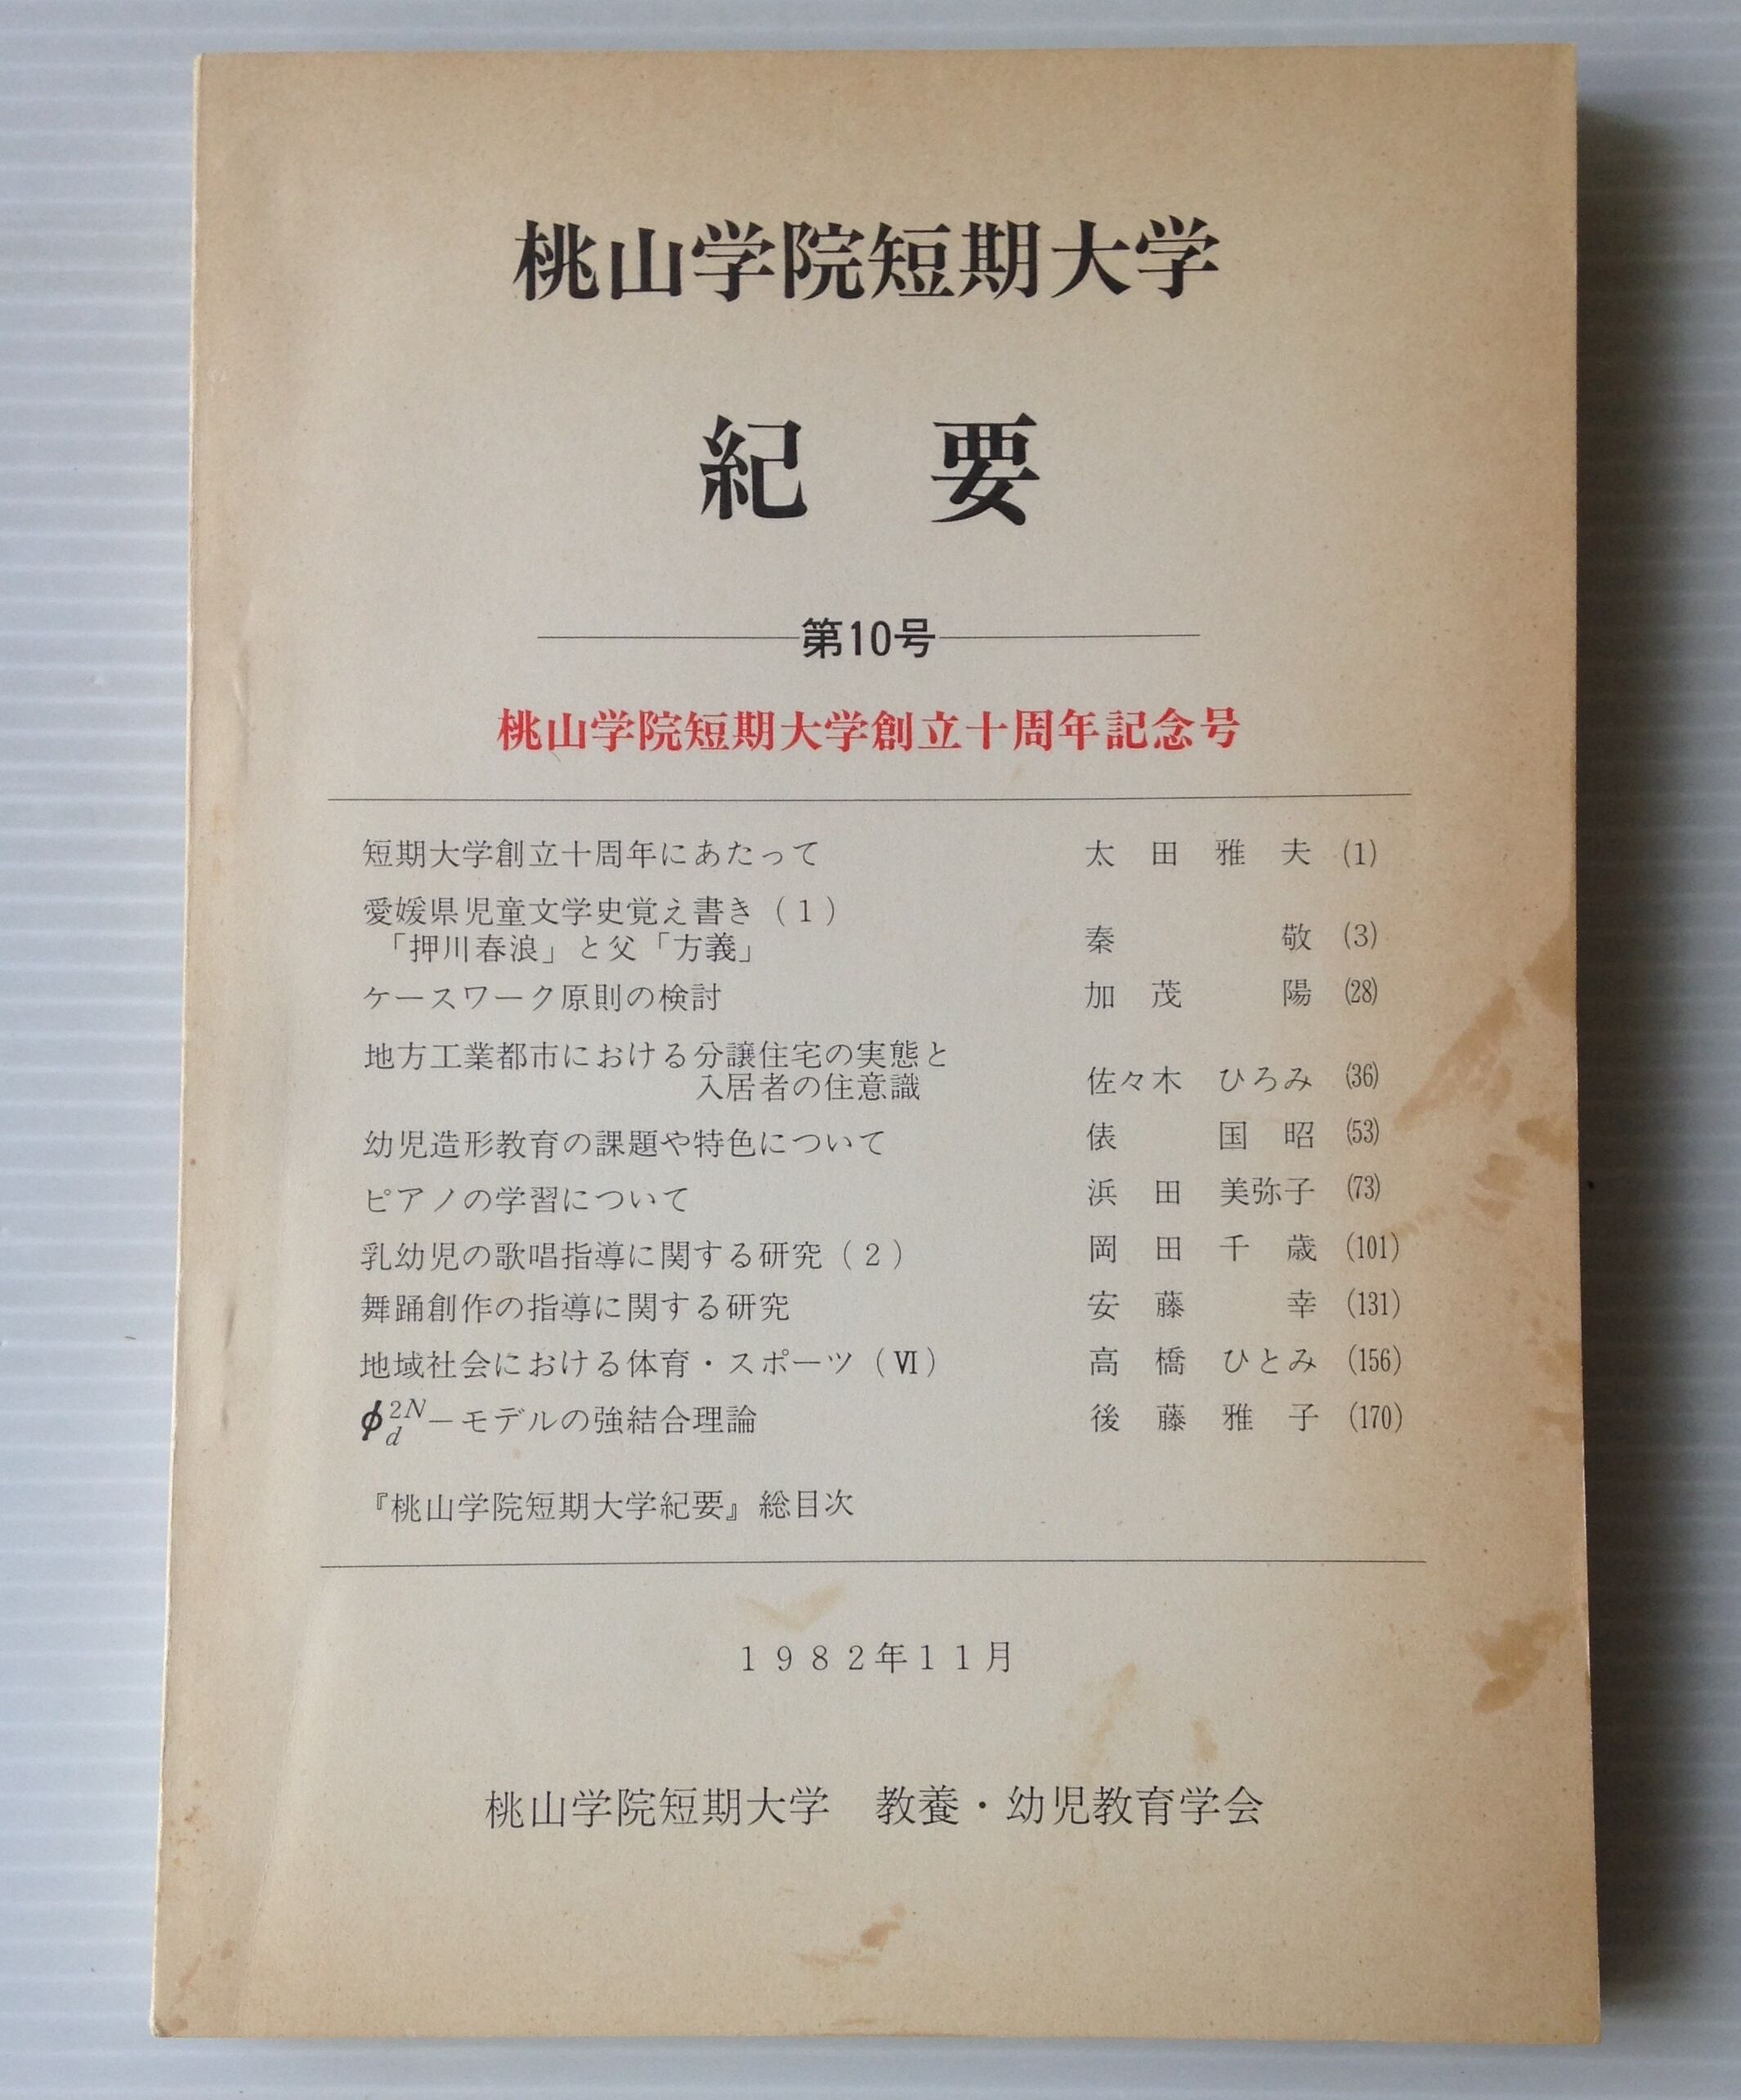 桃山学院短期大学
紀 要
第10号
桃山学院短期大学創立十周年記念号
短期大学創立十周年にあたって 太田雅夫 (1)
愛媛県児童文学史覚え書き(1)
「押川春浪」と父「方義」 秦敬 (3)
ケースワーク原則の検討 加茂陽 (28)
地方工業都市における分譲住宅の実態と
入居者の住意識 佐々木ひろみ (36)
幼児造形教育の課題や特色について 俵国昭 (53)
ピアノの学習について 浜田美弥子 (73)
乳幼児の歌唱指導に関する研究(2) 岡田千歳 (101)
舞踊創作の指導に関する研究 安藤幸 (131)
地域社会における体育・スポーツ(Ⅵ) 高橋ひとみ (156)
ϕ^{2N}_d−モデルの強結合理論 後藤雅子 (170)
『桃山学院短期大学紀要』総目次
1982年11月
桃山学院短期大学 教養・幼児教育学会